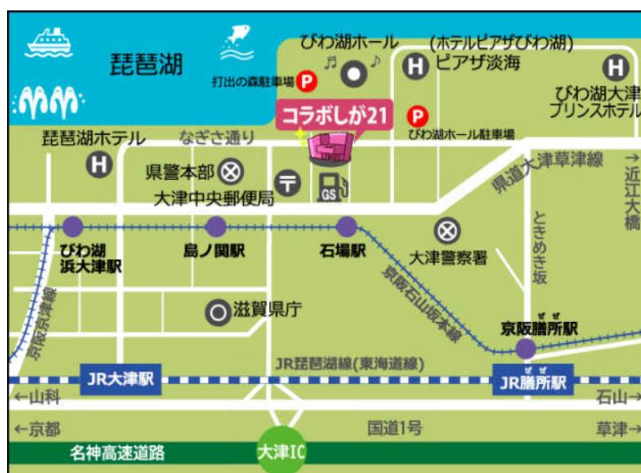 琵琶湖
打出の森駐車場
P
びわ湖ホール
(ホテルピアザびわ湖)
H ピアザ淡海
H
びわ湖大津
プリンスホテル
コラボしが21
P
びわ湖ホール駐車場
琵琶湖ホテル
H
なぎさ通り
県警本部
大津中央郵便局
〒
GS
県道大津草津線
→近江大橋
びわ湖
浜大津駅
島ノ関駅
石場駅
大津警察署
ときめき坂
京阪京津線
滋賀県庁
京阪石山坂本線
ぜぜ
京阪膳所駅
JR琵琶湖線(東海道線)
JR大津駅
ぜぜ
JR膳所駅
←山科
石山→
←京都
国道1号
草津→
名神高速道路
大津IC